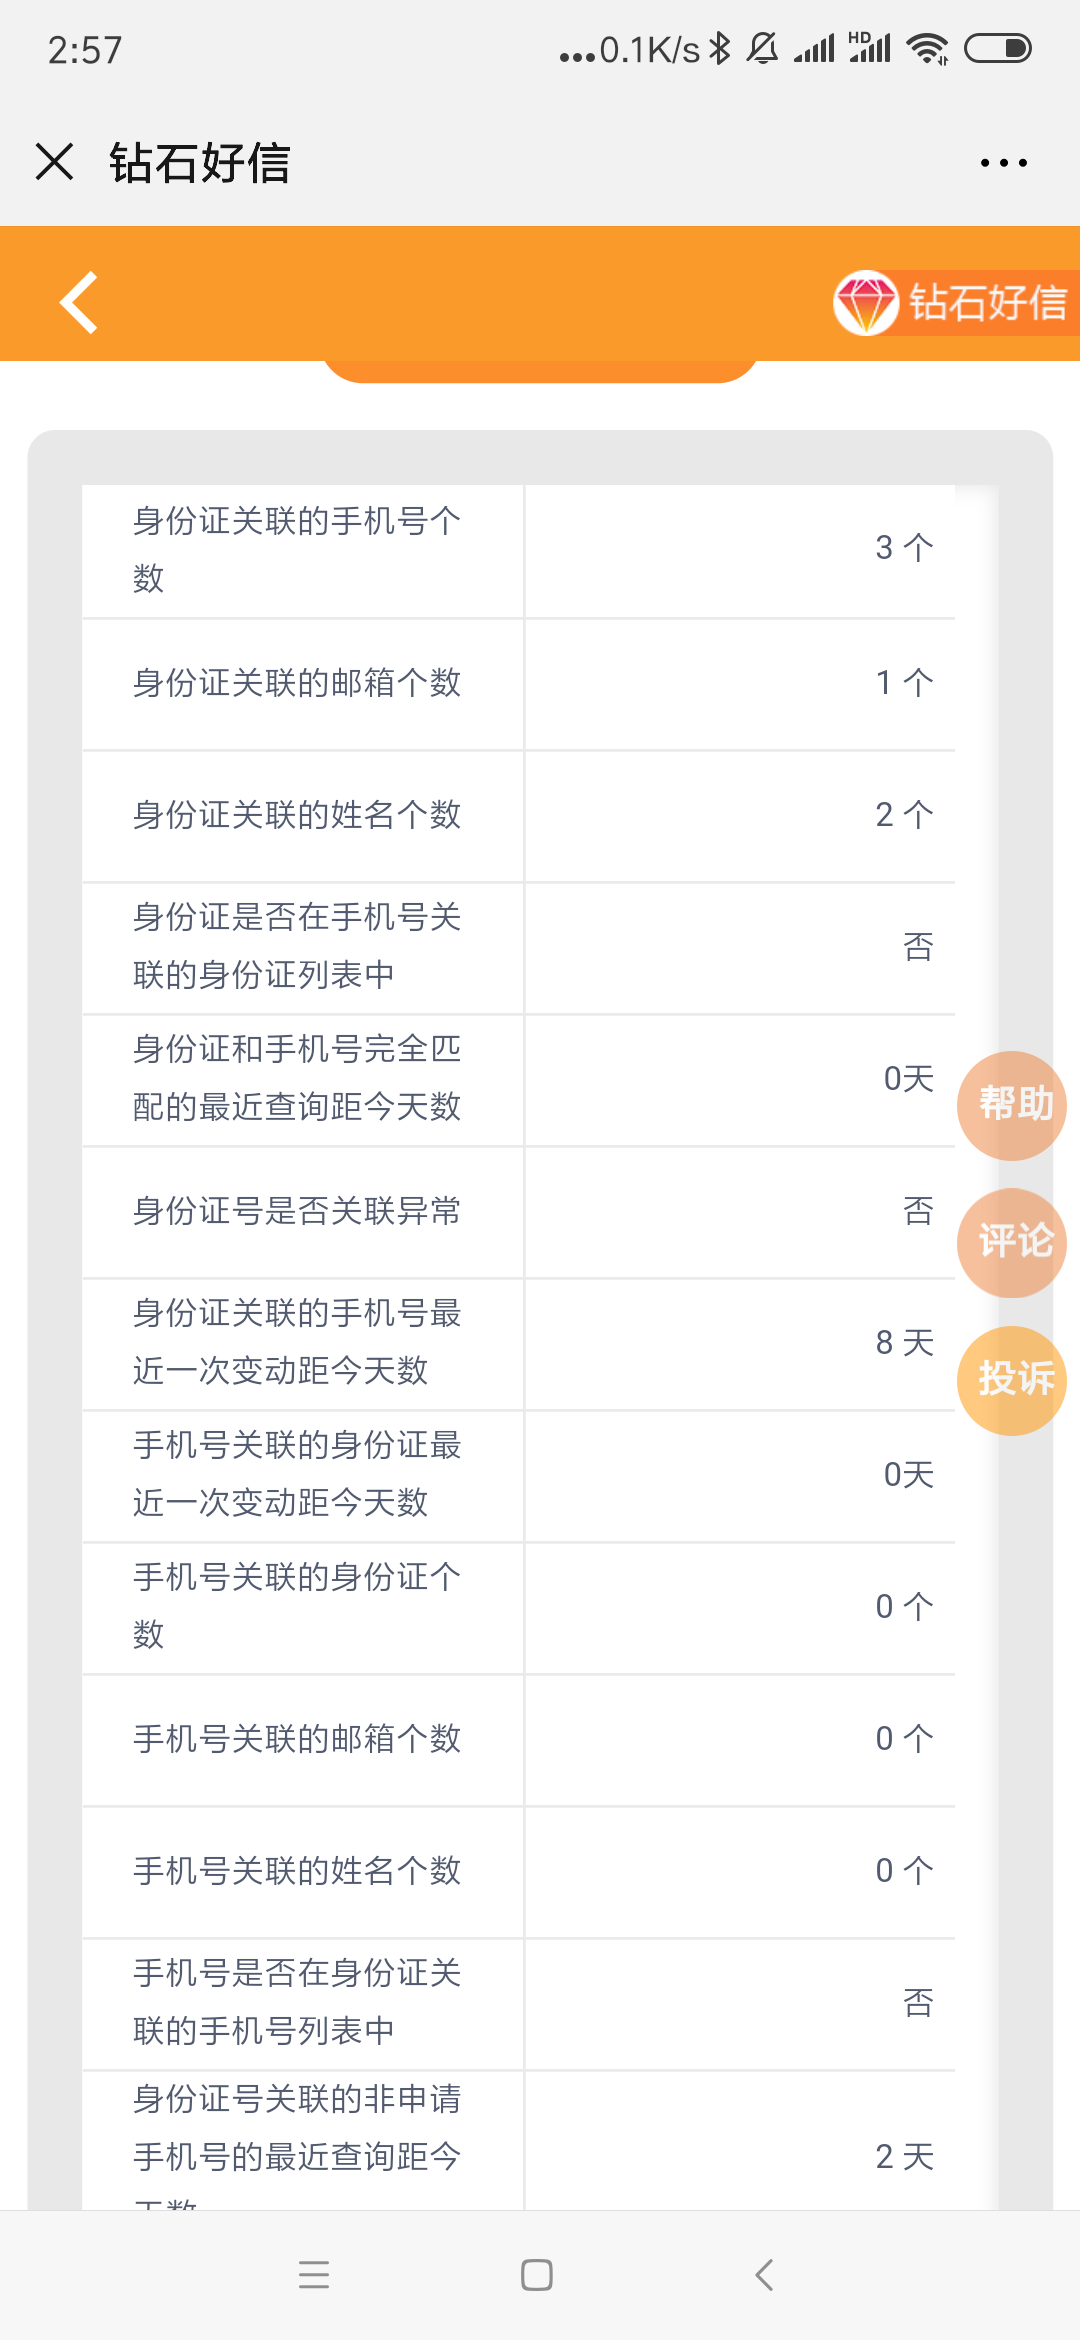 2:57
...0.1K/s HD
钻石好信
钻石好信
身份证关联的手机号个
数
3 个
身份证关联的邮箱个数
1 个
身份证关联的姓名个数
2 个
身份证是否在手机号关
联的身份证列表中
否
身份证和手机号完全匹
配的最近查询距今天数
0天
身份证号是否关联异常
否
身份证关联的手机号最
近一次变动距今天数
8 天
手机号关联的身份证最
近一次变动距今天数
0天
手机号关联的身份证个
数
0 个
手机号关联的邮箱个数
0 个
手机号关联的姓名个数
0 个
手机号是否在身份证关
联的手机号列表中
否
身份证号关联的非申请
手机号的最近查询距今
天数
2 天
帮助
评论
投诉